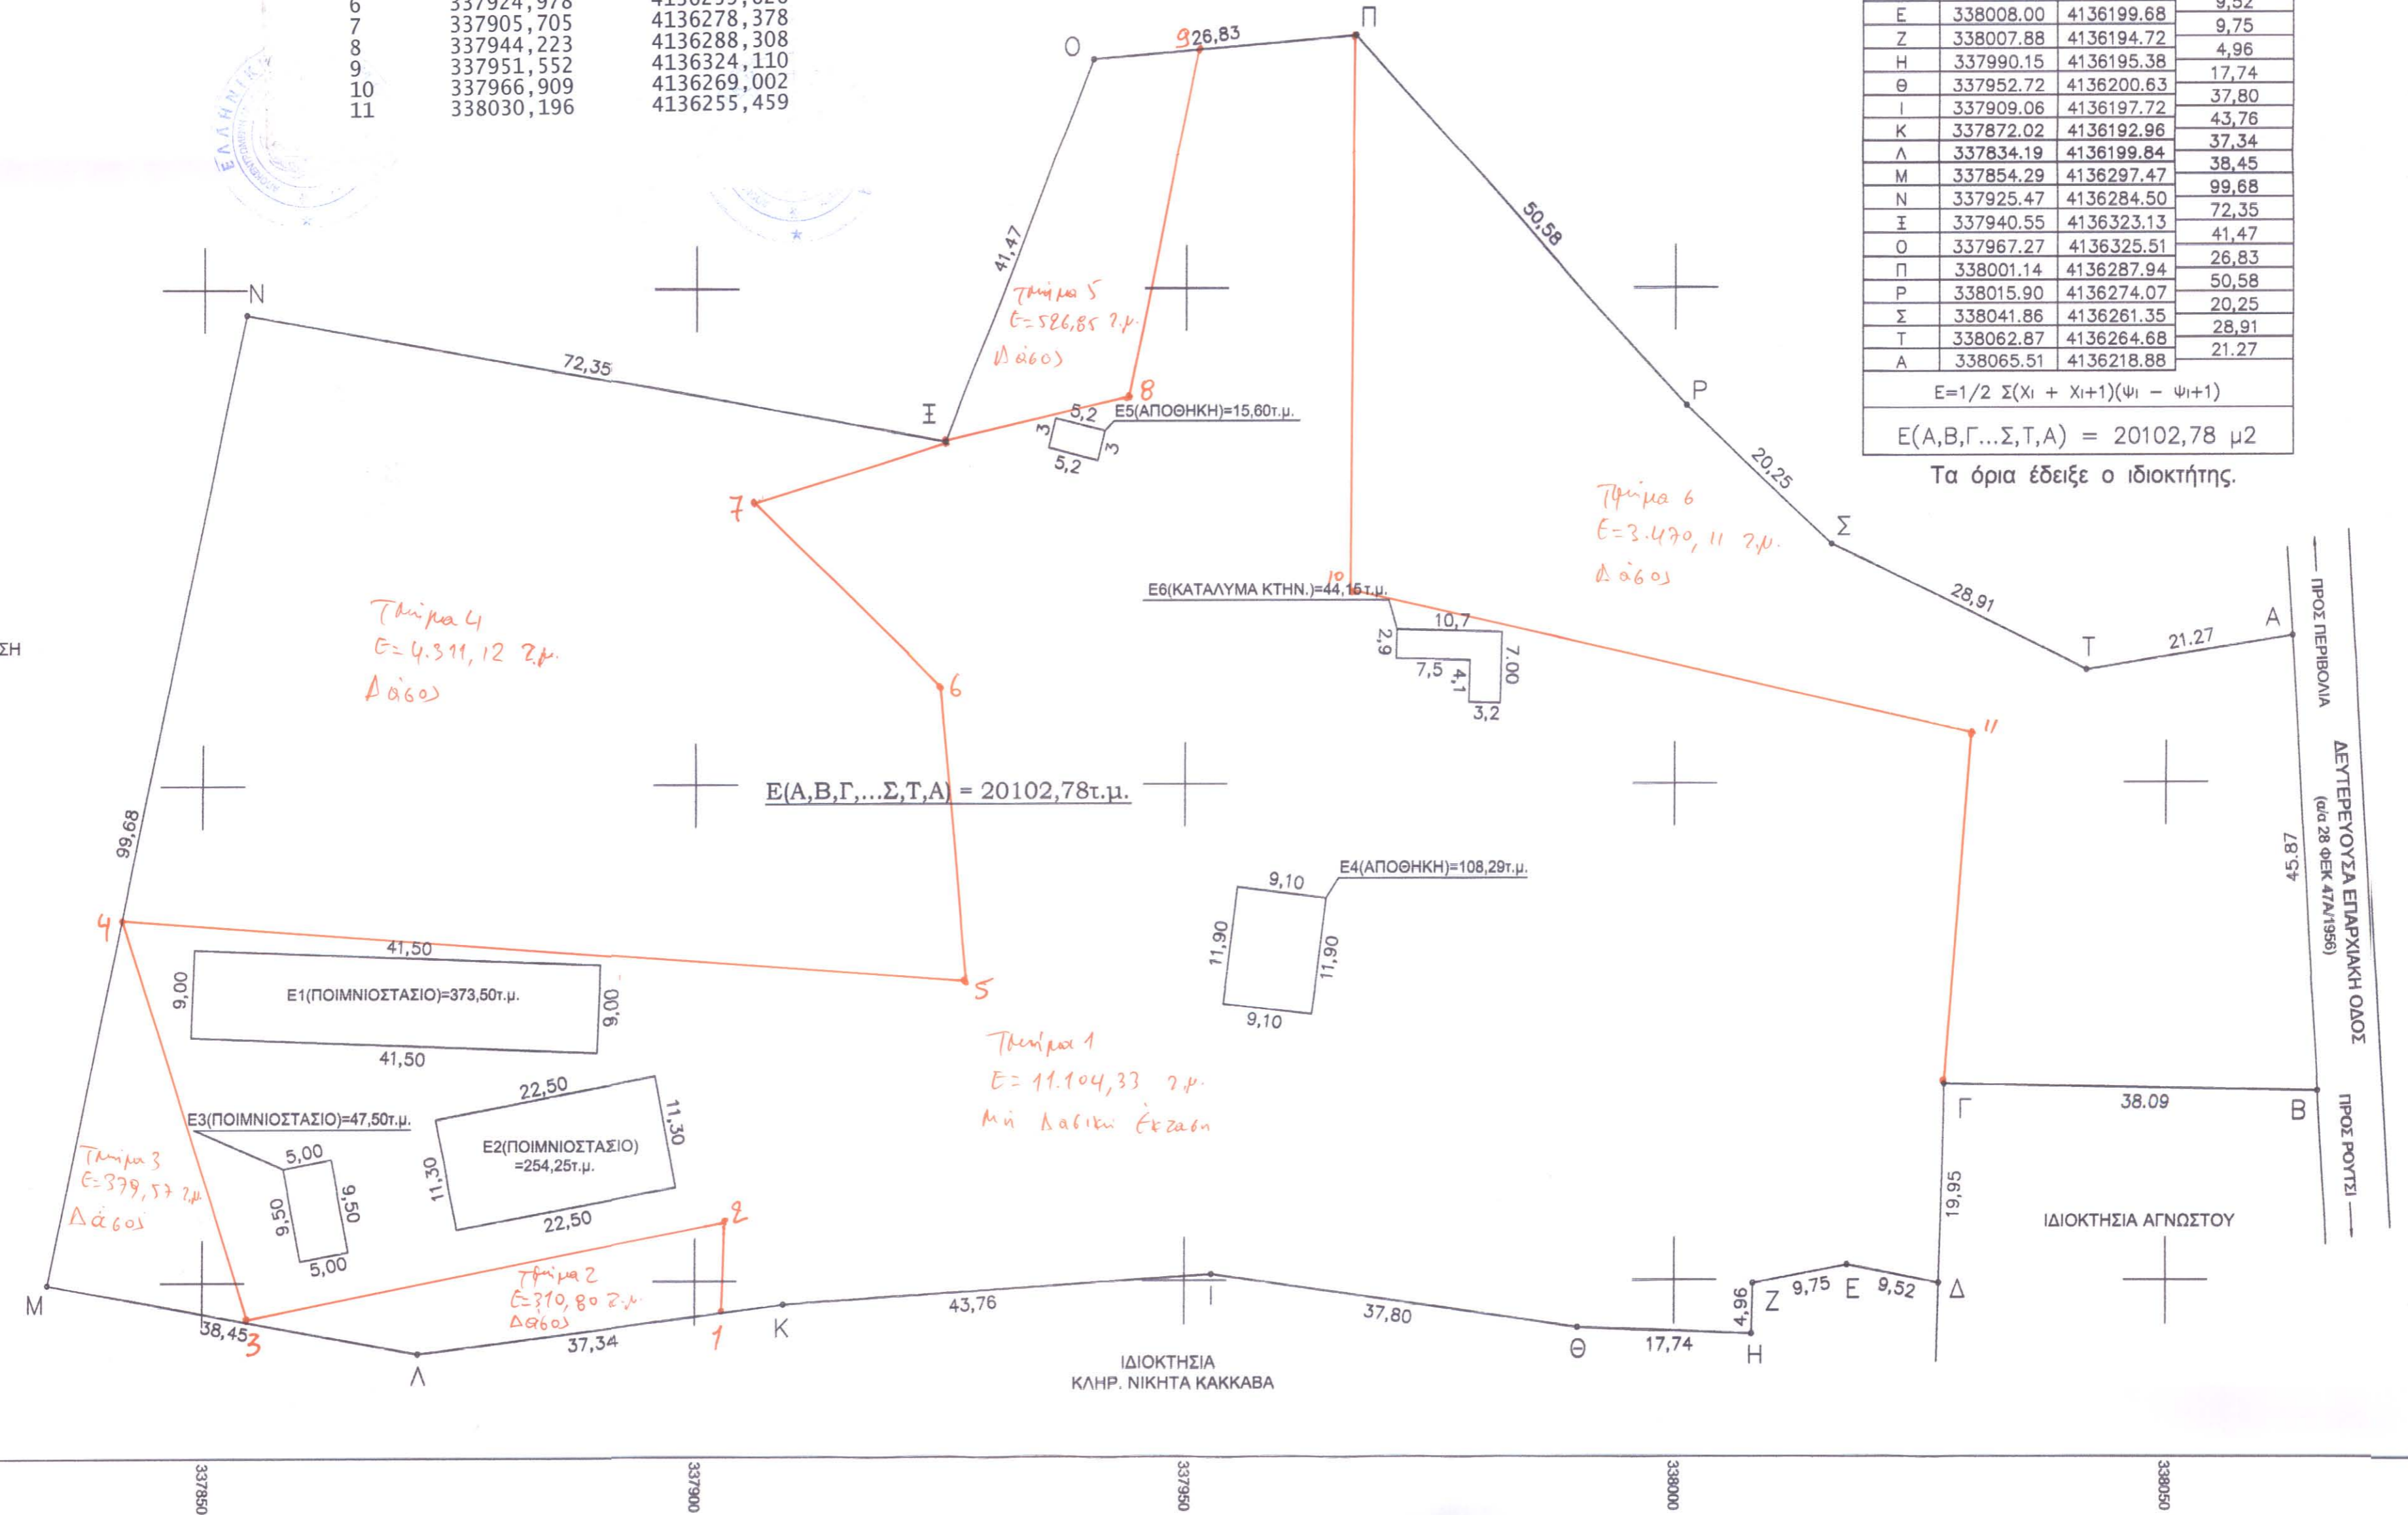 7 337905,705 4136278,378
8 337944,223 4136288,308
9 337951,552 4136324,110
10 337966,909 4136269,002
11 338030,196 4136255,459
9,52
Ε 338008.00 4136199.68
9,75
Ζ 338007.88 4136194.72
4,96
Η 337990.15 4136195.38
17,74
Θ 337952.72 4136200.63
37,80
Ι 337909.06 4136197.72
43,76
Κ 337872.02 4136192.96
37,34
Λ 337834.19 4136199.84
38,45
Μ 337854.29 4136297.47
99,68
Ν 337925.47 4136284.50
72,35
Ξ 337940.55 4136323.13
41,47
Ο 337967.27 4136325.51
26,83
Π 338001.14 4136287.94
50,58
Ρ 338015.90 4136274.07
20,25
Σ 338041.86 4136261.35
28,91
Τ 338062.87 4136264.68
21.27
Α 338065.51 4136218.88
Ε=1/2 Σ(Χι + Χι+1)(Ψι − Ψι+1)
Ε(Α,Β,Γ...Σ,Τ,Α) = 20102,78 μ2
Τα όρια έδειξε ο ιδιοκτήτης.
ΕΛΛΗΝΙΚ
Ο
9
26,83
Π
41,47
50,58
Ν
72,35
Ξ
Τμήμα 5
Ε=526,85 τ.μ.
Δάσος
8
5,2
3
3
5,2
Ε5(ΑΠΟΘΗΚΗ)=15,60τ.μ.
Ρ
20,25
Σ
28,91
Τ
21.27
Α
7
Τμήμα 6
Ε=3.470,11 τ.μ.
Δάσος
10
Ε6(ΚΑΤΑΛΥΜΑ ΚΤΗΝ.)=44,15τ.μ.
10,7
2,9
7,5
4,1
7.00
3,2
ΣΗ
Τμήμα 4
Ε=4.311,12 τ.μ.
Δάσος
6
11
Ε(Α,Β,Γ,...Σ,Τ,Α) = 20102,78τ.μ.
99,68
ΠΡΟΣ ΠΕΡΙΒΟΛΙΑ
ΔΕΥΤΕΡΕΥΟΥΣΑ ΕΠΑΡΧΙΑΚΗ ΟΔΟΣ
(α/α 28 ΦΕΚ 47Α/1956)
ΠΡΟΣ ΡΟΥΤΣΙ
45.87
Ε4(ΑΠΟΘΗΚΗ)=108,29τ.μ.
9,10
11,90
11,90
9,10
4
41,50
9,00
Ε1(ΠΟΙΜΝΙΟΣΤΑΣΙΟ)=373,50τ.μ.
9,00
41,50
5
Τμήμα 1
Ε=11.104,33 τ.μ.
Μη Δασική Έκταση
Γ
38.09
Β
19,95
22,50
11,30
Ε2(ΠΟΙΜΝΙΟΣΤΑΣΙΟ)
=254,25τ.μ.
11,30
22,50
Ε3(ΠΟΙΜΝΙΟΣΤΑΣΙΟ)=47,50τ.μ.
5,00
9,50
9,50
5,00
Τμήμα 3
Ε=379,57 τ.μ.
Δάσος
2
Τμήμα 2
Ε=310,80 τ.μ.
Δάσος
ΙΔΙΟΚΤΗΣΙΑ ΑΓΝΩΣΤΟΥ
Μ
38,45
3
Λ
37,34
1
Κ
43,76
Ι
37,80
Θ
17,74
Η
4,96
Ζ
9,75
Ε
9,52
Δ
ΙΔΙΟΚΤΗΣΙΑ
ΚΛΗΡ. ΝΙΚΗΤΑ ΚΑΚΚΑΒΑ
337850
337900
337950
338000
338050